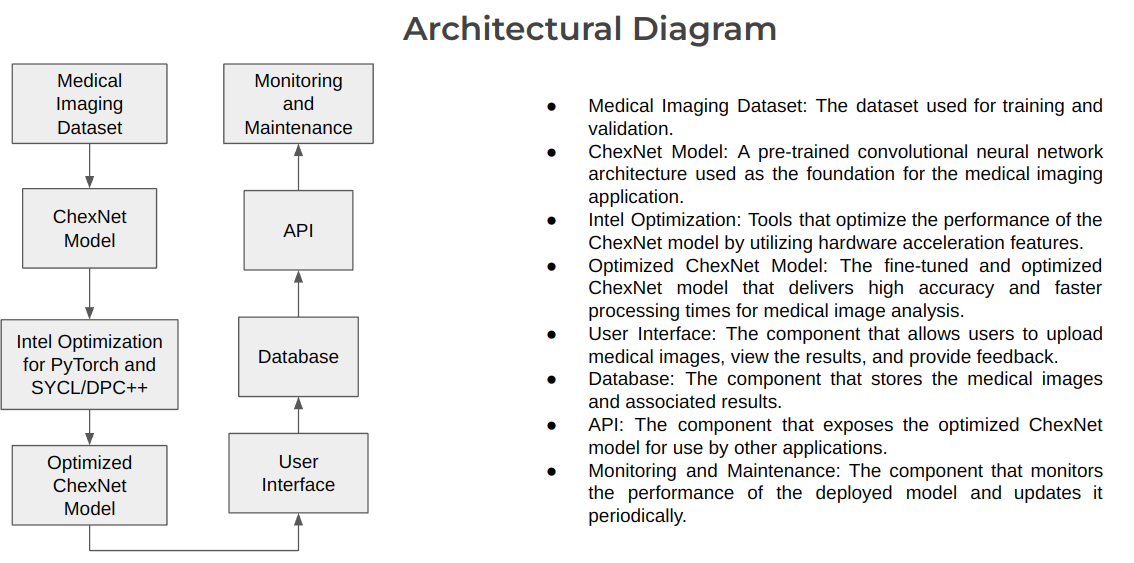 Architectural Diagram
Medical
Imaging
Dataset
ChexNet
Model
Intel Optimization
for PyTorch and
SYCL/DPC++
Optimized
ChexNet
Model
Monitoring
and
Maintenance
API
Database
User
Interface
● Medical Imaging Dataset: The dataset used for training and
validation.
● ChexNet Model: A pre-trained convolutional neural network
architecture used as the foundation for the medical imaging
application.
● Intel Optimization: Tools that optimize the performance of the
ChexNet model by utilizing hardware acceleration features.
● Optimized ChexNet Model: The fine-tuned and optimized
ChexNet model that delivers high accuracy and faster
processing times for medical image analysis.
● User Interface: The component that allows users to upload
medical images, view the results, and provide feedback.
● Database: The component that stores the medical images
and associated results.
● API: The component that exposes the optimized ChexNet
model for use by other applications.
● Monitoring and Maintenance: The component that monitors
the performance of the deployed model and updates it
periodically.